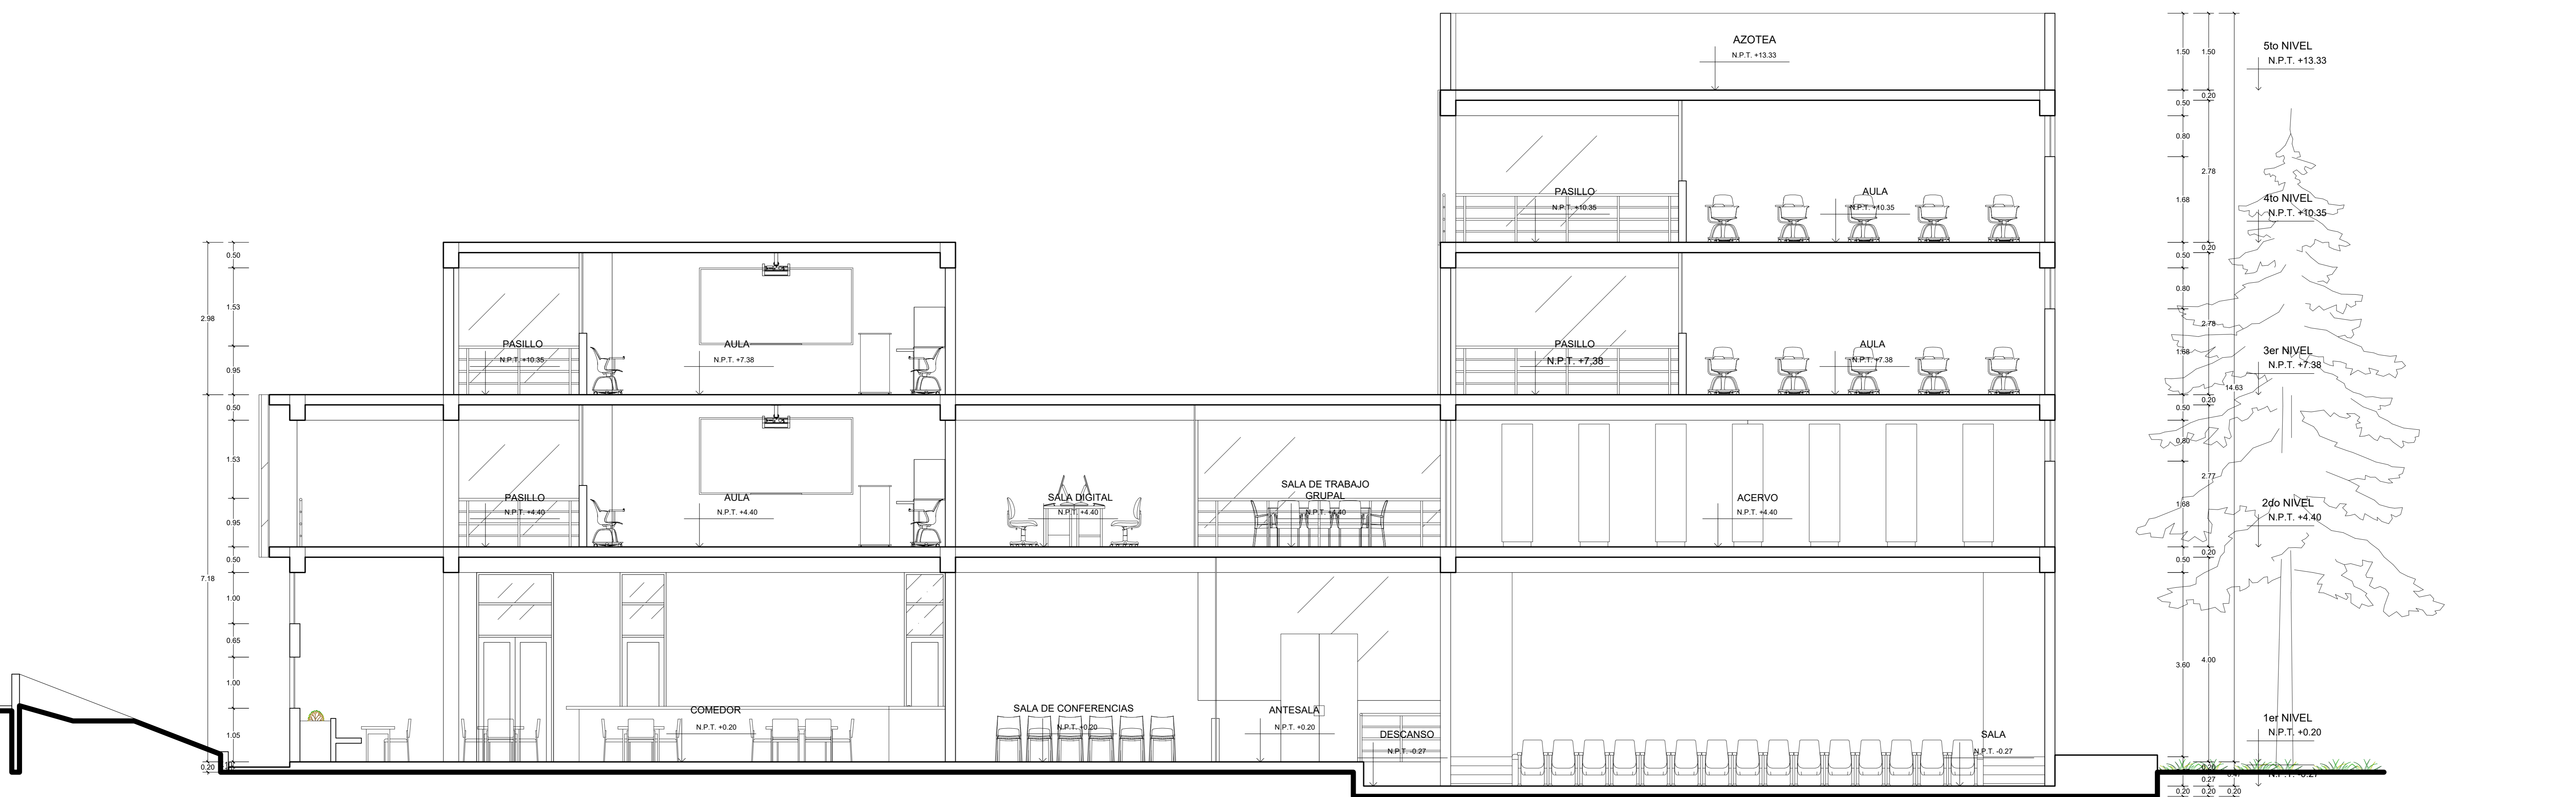 AZOTEA
N.P.T. +13.33
PASILLO
N.P.T. +10.35
AULA
N.P.T. +10.35
PASILLO
N.P.T. +10.35
AULA
N.P.T. +7.38
PASILLO
N.P.T. +7,38
AULA
N.P.T. +7.38
PASILLO
N.P.T. +4.40
AULA
N.P.T. +4.40
SALA DIGITAL
N.P.T. +4.40
SALA DE TRABAJO
GRUPAL
N.P.T. +4.40
ACERVO
N.P.T. +4.40
COMEDOR
N.P.T. +0.20
SALA DE CONFERENCIAS
N.P.T. +0.20
ANTESALA
N.P.T. +0.20
DESCANSO
N.P.T. -0.27
SALA
N.P.T. -0.27
2.98
7.18
0.20
0.50
1.53
0.95
0.50
1.53
0.95
0.50
1.00
0.65
1.00
1.05
1.50
0.50
0.80
1.68
0.50
0.80
1.68
0.50
0.80
1.68
0.50
3.60
0.20
1.50
0.20
2.78
0.20
2.78
0.20
2.77
0.20
4.00
0.20
0.27
0.20
14.63
0.47
0.20
5to NIVEL
N.P.T. +13.33
4to NIVEL
N.P.T. +10.35
3er NIVEL
N.P.T. +7.38
2do NIVEL
N.P.T. +4.40
1er NIVEL
N.P.T. +0.20
N.P.T. -0.27